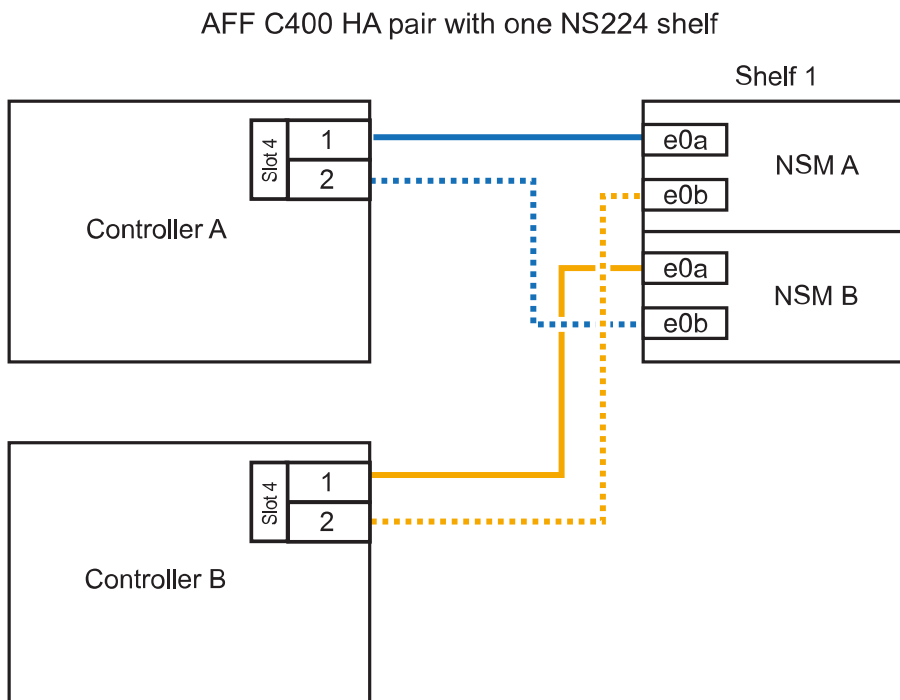 AFF C400 HA pair with one NS224 shelf
Shelf 1
Controller A
Slot 4
1
2
e0a
e0b
NSM A
e0a
e0b
NSM B
Controller B
Slot 4
1
2